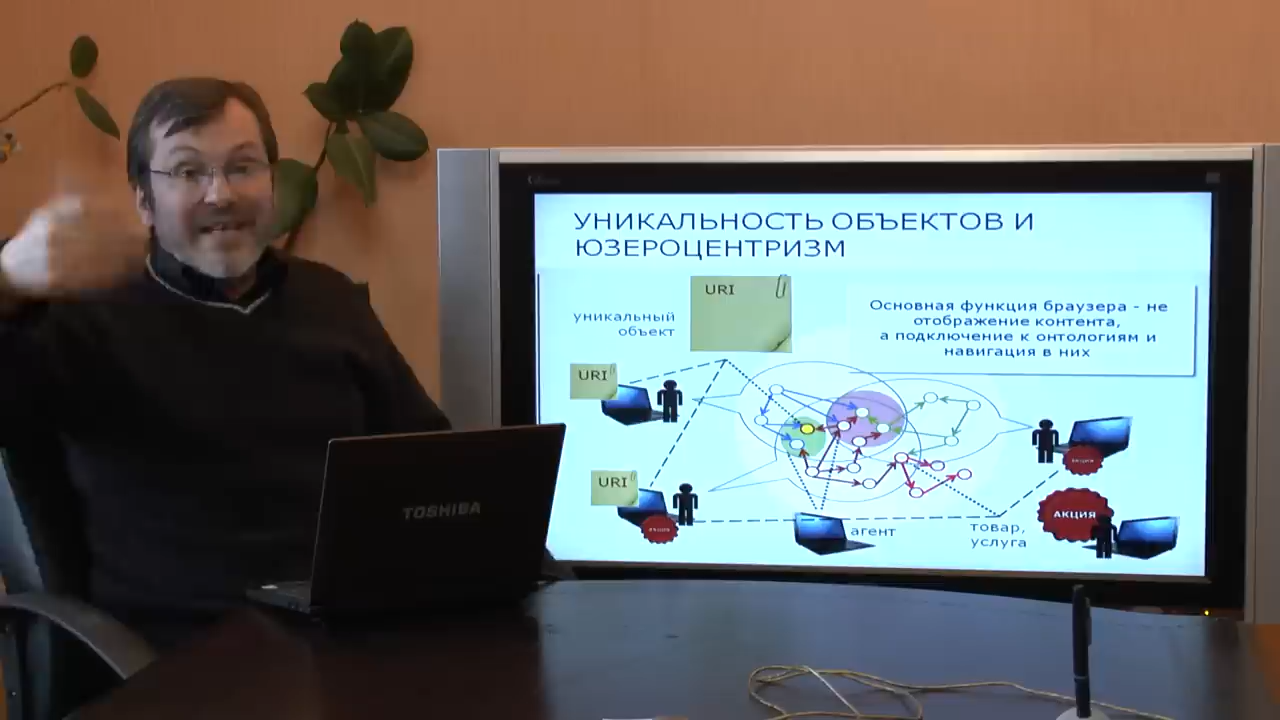 УНИКАЛЬНОСТЬ ОБЪЕКТОВ И
ЮЗЕРОЦЕНТРИЗМ
URI
уникальный
объект
Основная функция браузера - не
отображение контента,
а подключение к онтологиям и
навигация в них
URI
URI
АКЦИЯ
агент
товар,
услуга
TOSHIBA